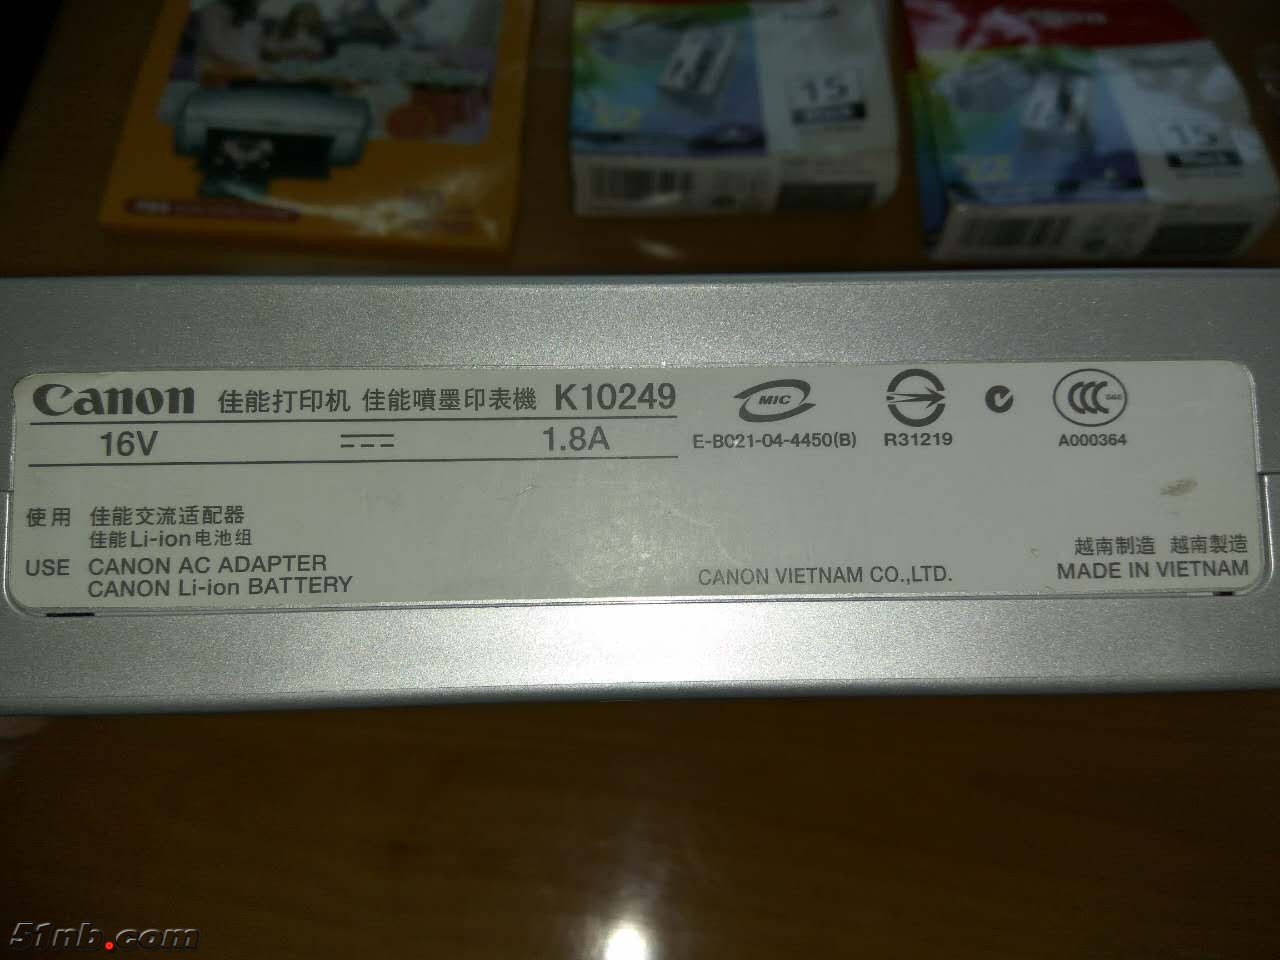 15
15
Canon 佳能打印机 佳能噴墨印表機 K10249
16V 1.8A
MIC
E-B021-04-4450(B)
R31219
CCC
A000364
使用 佳能交流适配器
佳能Li-ion电池组
USE CANON AC ADAPTER
CANON Li-ion BATTERY
CANON VIETNAM CO.,LTD.
越南制造 越南製造
MADE IN VIETNAM
51nb.com